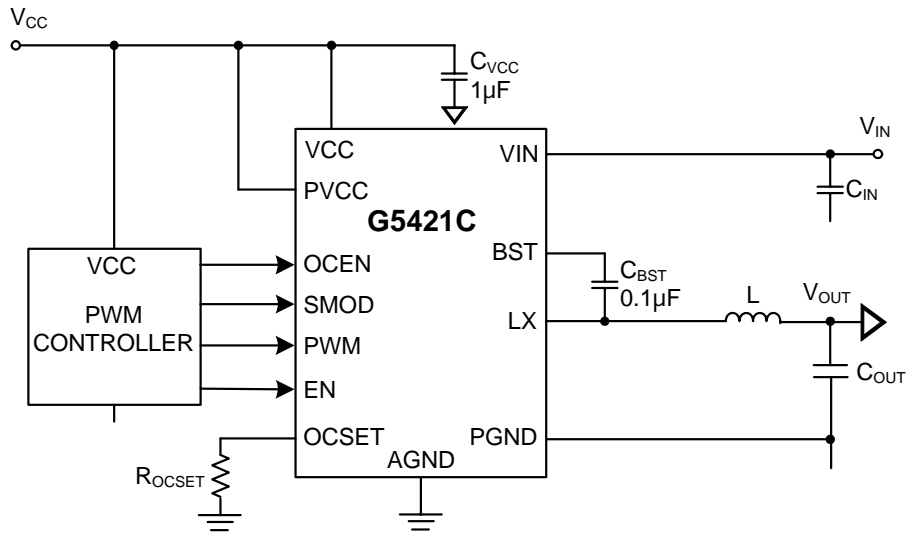 VCC
CVCC
1µF
VCC
VIN
VIN
PVCC
CIN
G5421C
BST
VCC
OCEN
CBST
0.1µF
SMOD
L
VOUT
PWM
CONTROLLER
LX
PWM
COUT
EN
OCSET
PGND
AGND
ROCSET